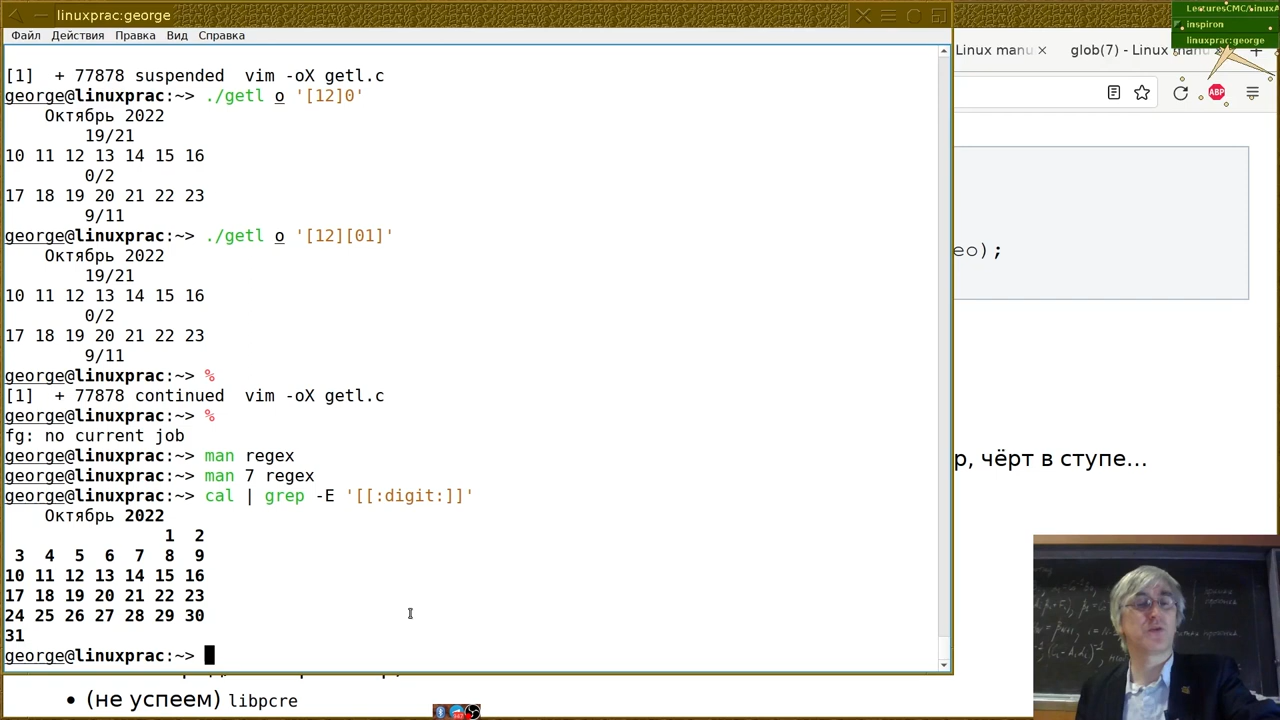 linuxprac:george
Файл Действия Правка Вид Справка
[1]  + 77878 suspended  vim -oX getl.c
george@linuxprac:~> ./getl o '[12]0'
    Октябрь 2022
        19/21
10 11 12 13 14 15 16
        0/2
17 18 19 20 21 22 23
        9/11
george@linuxprac:~> ./getl o '[12][01]'
    Октябрь 2022
        19/21
10 11 12 13 14 15 16
        0/2
17 18 19 20 21 22 23
        9/11
george@linuxprac:~> %
[1]  + 77878 continued  vim -oX getl.c
george@linuxprac:~> %
fg: no current job
george@linuxprac:~> man regex
george@linuxprac:~> man 7 regex
george@linuxprac:~> cal | grep -E '[[:digit:]]'
    Октябрь 2022
                1  2
 3  4  5  6  7  8  9
10 11 12 13 14 15 16
17 18 19 20 21 22 23
24 25 26 27 28 29 30
31
george@linuxprac:~>
LecturesCMC/LinuxA
inspiron
linuxprac:george
Linux manu × glob(7) - Linux manu
ABP
eo);
р, чёрт в ступе…
• (не успеем) libpcre